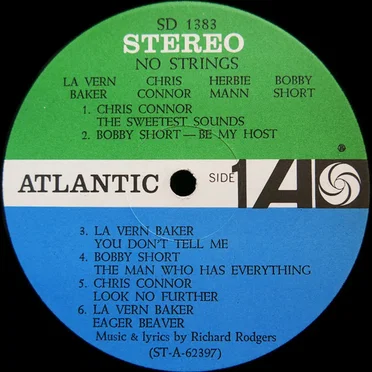 SD 1383
STEREO
NO STRINGS
LA VERN CHRIS HERBIE BOBBY
BAKER CONNOR MANN SHORT
1. CHRIS CONNOR
THE SWEETEST SOUNDS
2. BOBBY SHORT—BE MY HOST
ATLANTIC SIDE 1 A ®
3. LA VERN BAKER
YOU DON'T TELL ME
4. BOBBY SHORT
THE MAN WHO HAS EVERYTHING
5. CHRIS CONNOR
LOOK NO FURTHER
6. LA VERN BAKER
EAGER BEAVER
Music & lyrics by Richard Rodgers
(ST-A-62397)